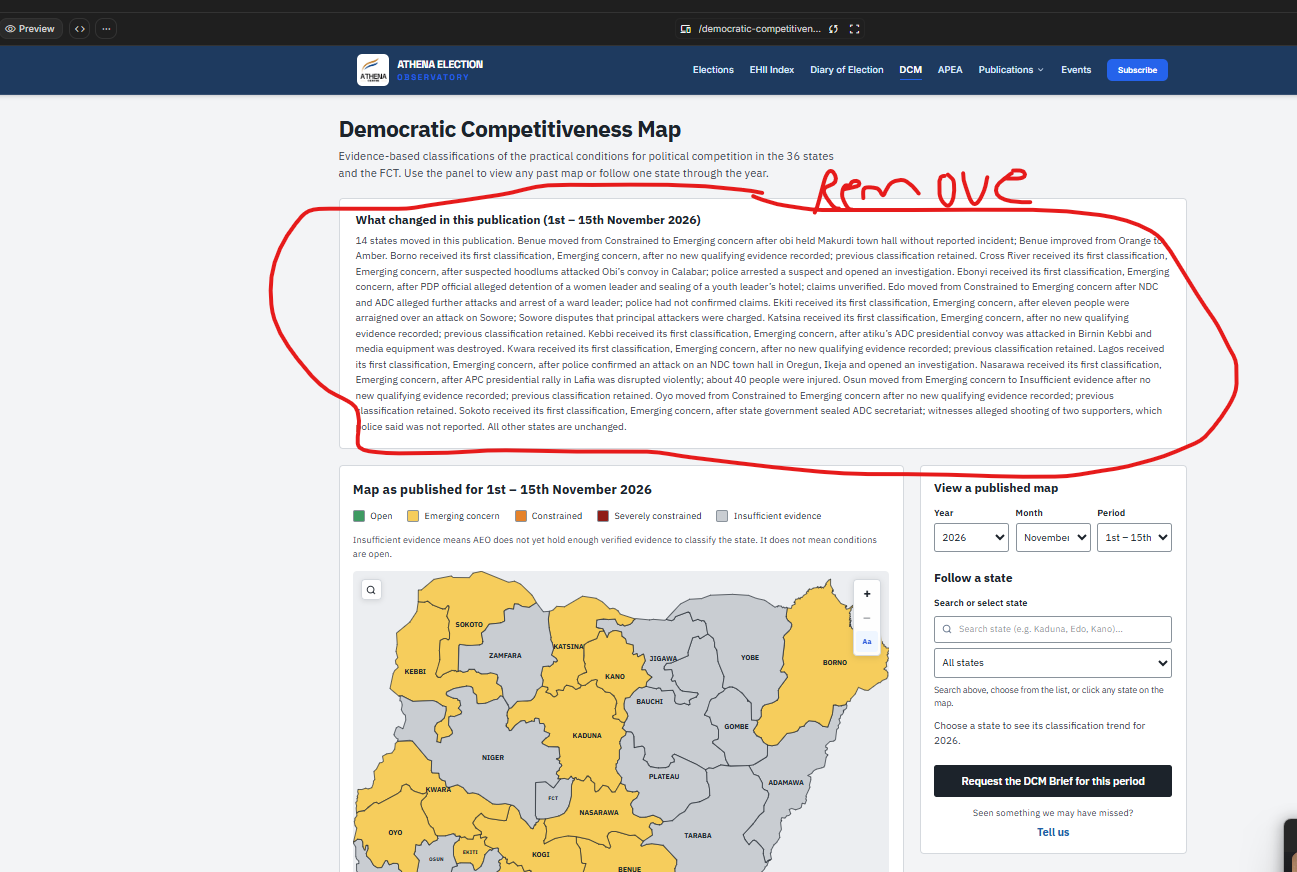 Preview
/democratic-competitiven...
ATHENA
ATHENA ELECTION
OBSERVATORY
Elections
EHII Index
Diary of Election
DCM
APEA
Publications
Events
Subscribe
Democratic Competitiveness Map
Evidence-based classifications of the practical conditions for political competition in the 36 states
and the FCT. Use the panel to view any past map or follow one state through the year.
Remove
What changed in this publication (1st – 15th November 2026)
14 states moved in this publication. Benue moved from Constrained to Emerging concern after obi held Makurdi town hall without reported incident; Benue improved from Orange to
Amber. Borno received its first classification, Emerging concern, after no new qualifying evidence recorded; previous classification retained. Cross River received its first classification,
Emerging concern, after suspected hoodlums attacked Obi's convoy in Calabar; police arrested a suspect and opened an investigation. Ebonyi received its first classification, Emerging
concern, after PDP official alleged detention of a women leader and sealing of a youth leader's hotel; claims unverified. Edo moved from Constrained to Emerging concern after NDC
and ADC alleged further attacks and arrest of a ward leader; police had not confirmed claims. Ekiti received its first classification, Emerging concern, after eleven people were
arraigned over an attack on Sowore; Sowore disputes that principal attackers were charged. Katsina received its first classification, Emerging concern, after no new qualifying
evidence recorded; previous classification retained. Kebbi received its first classification, Emerging concern, after atiku's ADC presidential convoy was attacked in Birnin Kebbi and
media equipment was destroyed. Kwara received its first classification, Emerging concern, after no new qualifying evidence recorded; previous classification retained. Lagos received
its first classification, Emerging concern, after police confirmed an attack on an NDC town hall in Oregun, Ikeja and opened an investigation. Nasarawa received its first classification,
Emerging concern, after APC presidential rally in Lafia was disrupted violently; about 40 people were injured. Osun moved from Emerging concern to Insufficient evidence after no
new qualifying evidence recorded; previous classification retained. Oyo moved from Constrained to Emerging concern after no new qualifying evidence recorded; previous
classification retained. Sokoto received its first classification, Emerging concern, after state government sealed ADC secretariat; witnesses alleged shooting of two supporters, which
police said was not reported. All other states are unchanged.
Map as published for 1st – 15th November 2026
Open
Emerging concern
Constrained
Severely constrained
Insufficient evidence
Insufficient evidence means AEO does not yet hold enough verified evidence to classify the state. It does not mean conditions
are open.
+
−
Aa
SOKOTO
ZAMFARA
KATSINA
JIGAWA
YOBE
BORNO
KEBBI
KANO
BAUCHI
GOMBE
KADUNA
NIGER
PLATEAU
ADAMAWA
KWARA
FCT
NASARAWA
OYO
TARABA
OSUN
EKITI
KOGI
BENUE
View a published map
Year
Month
Period
2026
November
1st – 15th
Follow a state
Search or select state
Search state (e.g. Kaduna, Edo, Kano)...
All states
Search above, choose from the list, or click any state on the
map.
Choose a state to see its classification trend for
2026.
Request the DCM Brief for this period
Seen something we may have missed?
Tell us